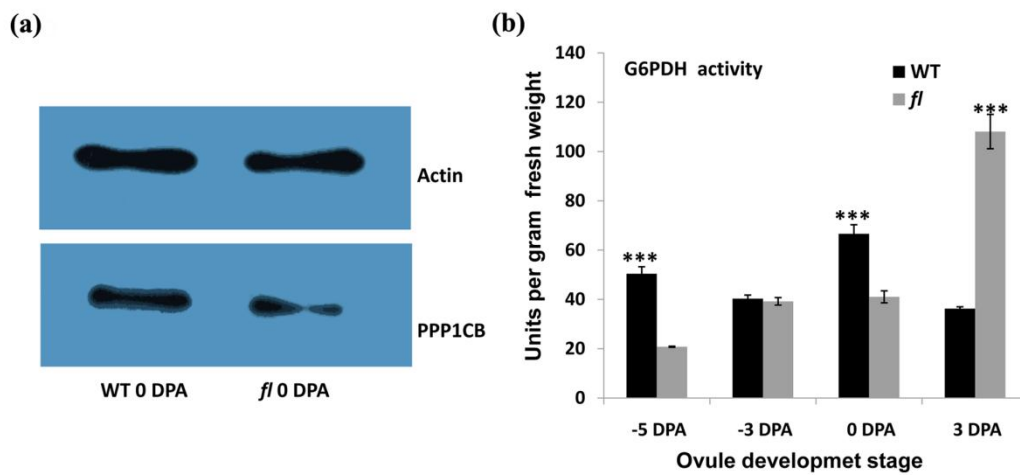 (a)
Actin
PPP1CB
WT 0 DPA fl 0 DPA
(b)
G6PDH activity
WT
fl
Units per gram fresh weight
140
120
100
80
60
40
20
0
***
***
***
-5 DPA -3 DPA 0 DPA 3 DPA
Ovule developmet stage